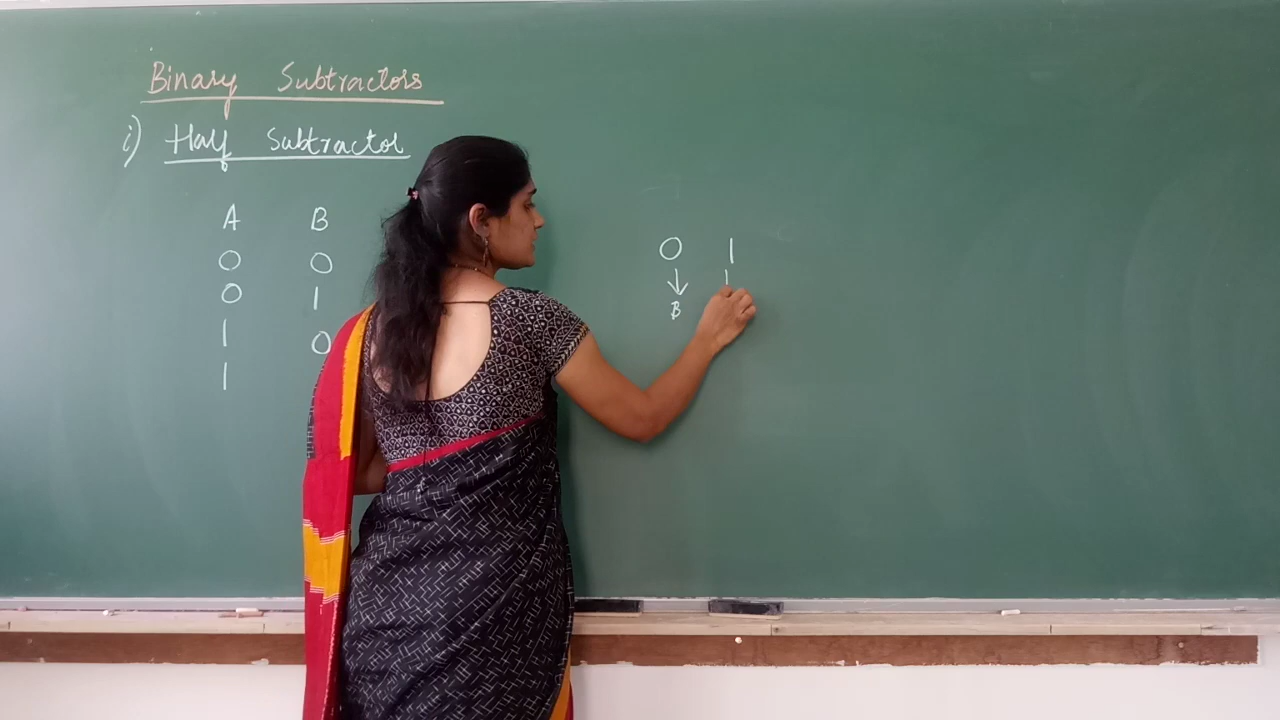 Binary Subtractors
i) Half Subtractor
A B
0 0
0 1
1 0
1
0 1
↓
B